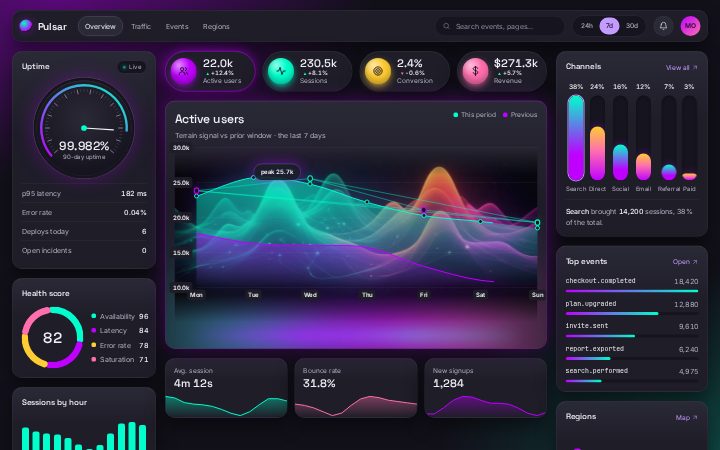 Pulsar
Overview
Traffic
Events
Regions
Search events, pages...
24h
7d
30d
MO
Uptime
Live
99.982%
90-day uptime
p95 latency 182 ms
Error rate 0.04%
Deploys today 6
Open incidents 0
Health score
82
Availability 96
Latency 84
Error rate 78
Saturation 71
Sessions by hour
22.0k
+12.4%
Active users
230.5k
+8.1%
Sessions
2.4%
-0.6%
Conversion
$271.3k
+5.7%
Revenue
Active users
This period
Previous
Terrain signal vs prior window · the last 7 days
30.0k
25.0k
20.0k
15.0k
10.0k
peak 25.7k
Mon Tue Wed Thu Fri Sat Sun
Avg. session
4m 12s
Bounce rate
31.8%
New signups
1,284
Channels
View all
38% 24% 16% 12% 7% 3%
Search Direct Social Email Referral Paid
Search brought 14,200 sessions, 38%
of the total.
Top events
Open
checkout.completed 18,420
plan.upgraded 12,880
invite.sent 9,610
report.exported 6,240
search.performed 4,975
Regions
Map